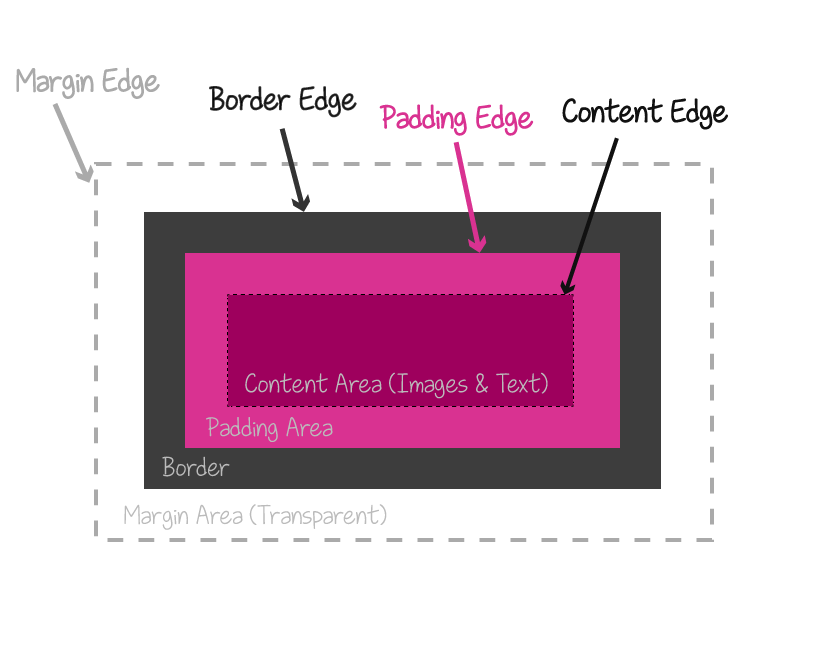 Margin Edge
Border Edge
Padding Edge
Content Edge
Content Area (Images & Text)
Padding Area
Border
Margin Area (Transparent)